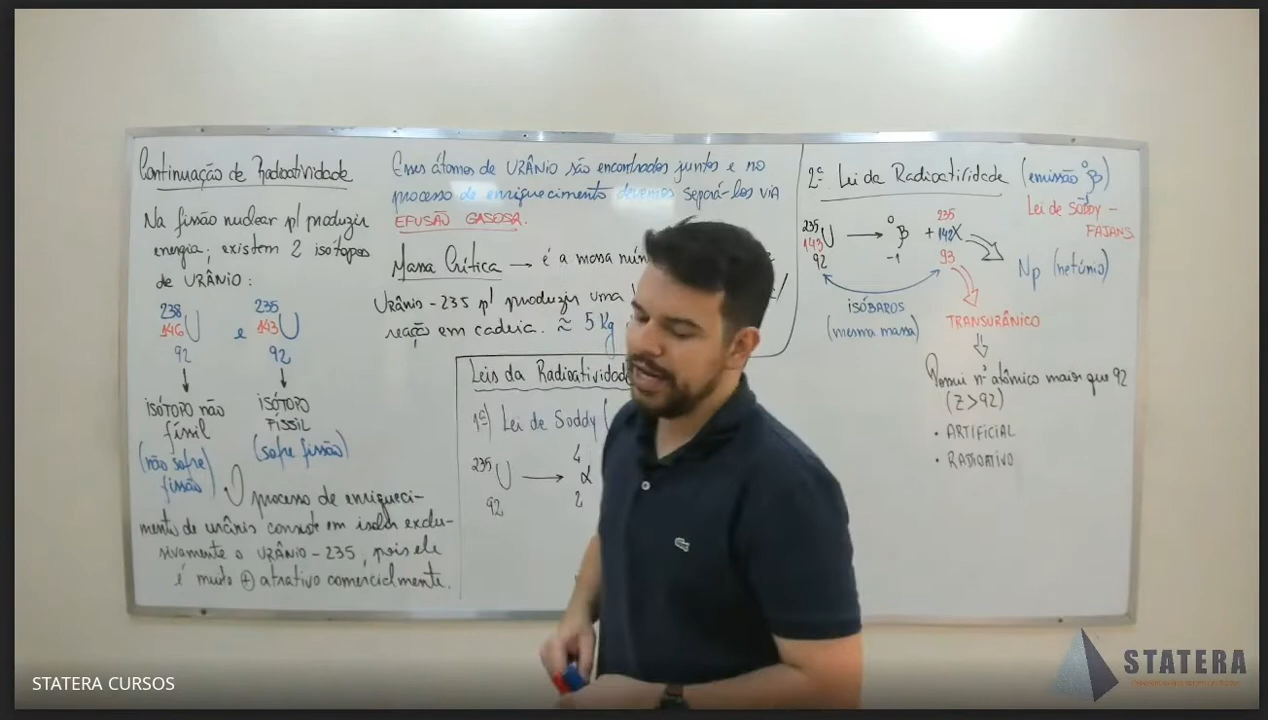 Continuação de Radioatividade
Na fissão nuclear p/ produzir
energia, existem 2 isótopos
de URÂNIO:
238
146 U
92
e
235
143 U
92
ISÓTOPO não
físsil
(não sofre
fissão)
ISÓTOPO
FÍSSIL
(sofre fissão)
O processo de enriqueci-
mento de urânio consiste em isolar exclu-
sivamente o URÂNIO-235, pois ele
é muito + atrativo comercialmente.
Esses átomos de URÂNIO são encontrados juntos e no
processo de enriquecimento devemos separá-los VIA
EFUSÃO GASOSA.
Massa Crítica → é a massa
Urânio-235 p/ produzir uma
reação em cadeia. ≈ 5 Kg
Leis da Radioatividade
1ª) Lei de Soddy (
235 4
U → α
92 2
2ª Lei da Radioatividade (emissão 0 β)
Lei de Soddy -
FAJANS
235 0 235
143 U → β + 142 X
92 -1 93
Np (netúnio)
ISÓBAROS
(mesma massa)
TRANSURÂNICO
Possui nº atômico maior que 92
(Z>92)
• ARTIFICIAL
• RADIOATIVO
STATERA CURSOS
STATERA